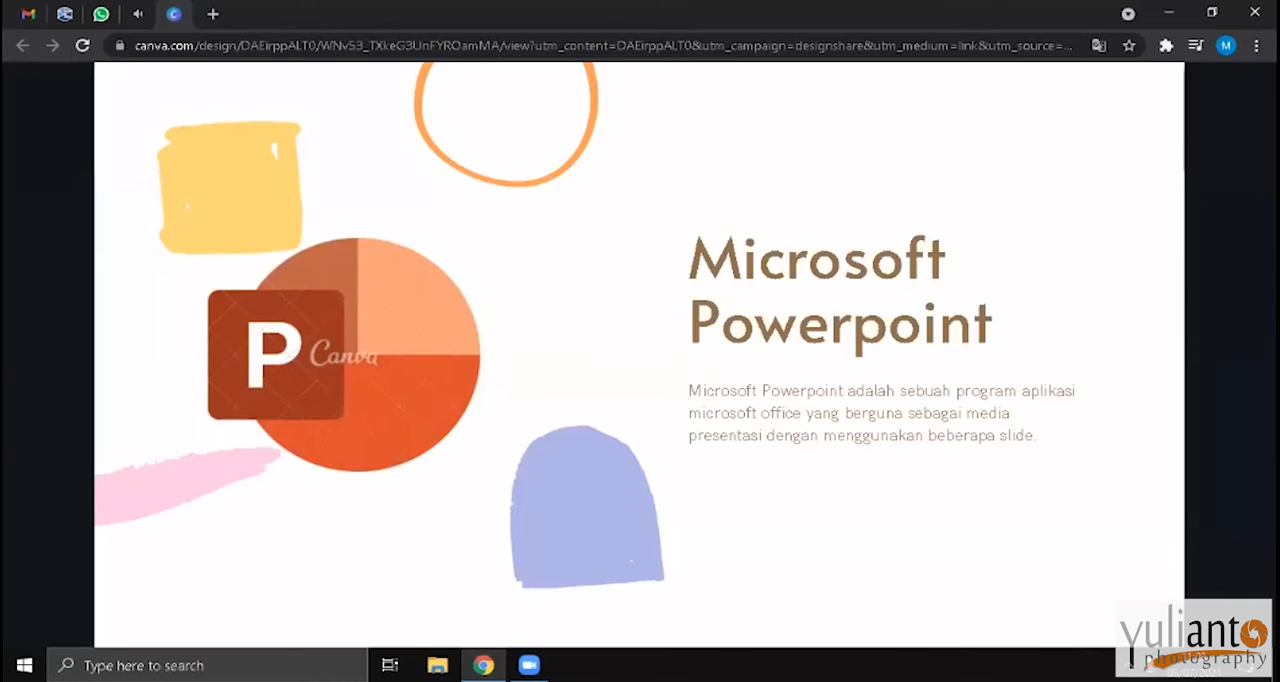 canva.com/design/DAEirppALT0/WNvS3_TXkeG3UnFYROamMA/view?utm_content=DAEirppALT0&utm_campaign=designshare&utm_medium=link&utm_source=...
M
Microsoft
Powerpoint
P
Canva
Microsoft Powerpoint adalah sebuah program aplikasi
microsoft office yang berguna sebagai media
presentasi dengan menggunakan beberapa slide.
yulianto
photography
Type here to search